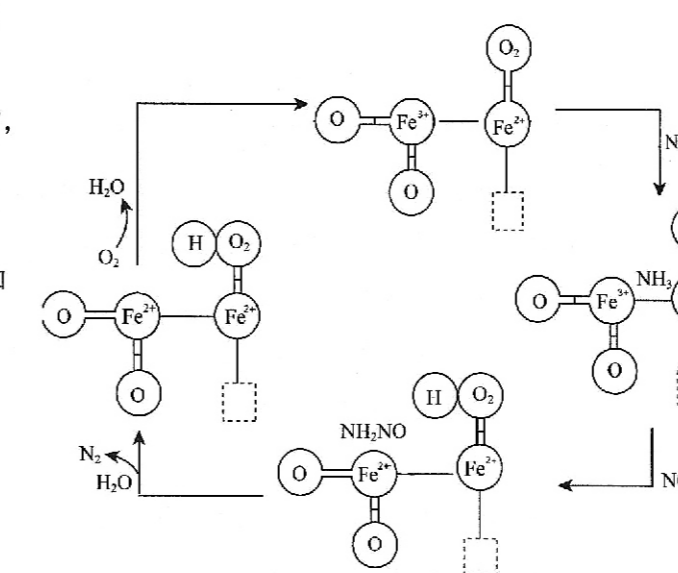 ,
O₂
O
Fe³⁺
Fe²⁺
O
H₂O
O₂
H
O₂
NH₃
O
Fe²⁺
Fe²⁺
O
Fe³⁺
O
O
H
O₂
NH₂NO
N₂
H₂O
O
Fe²⁺
Fe²⁺
O